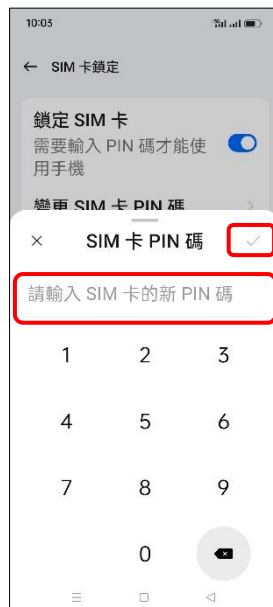 10:03
← SIM 卡鎖定
鎖定 SIM 卡
需要輸入 PIN 碼才能使
用手機
變更 SIM 卡 PIN 碼
× SIM 卡 PIN 碼 ✓
請輸入 SIM 卡的新 PIN 碼
1 2 3
4 5 6
7 8 9
0